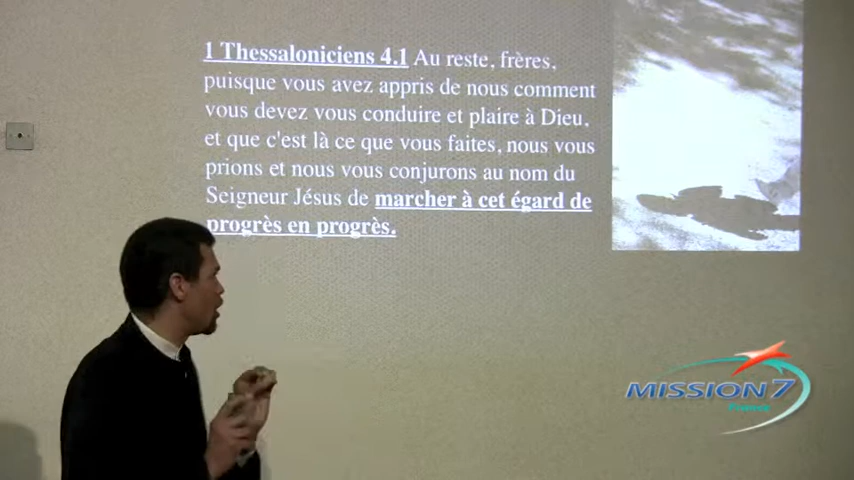 1 Thessaloniciens 4.1 Au reste, frères,
puisque vous avez appris de nous comment
vous devez vous conduire et plaire à Dieu,
et que c'est là ce que vous faites, nous vous
prions et nous vous conjurons au nom du
Seigneur Jésus de marcher à cet égard de
progrès en progrès.
MISSION 7